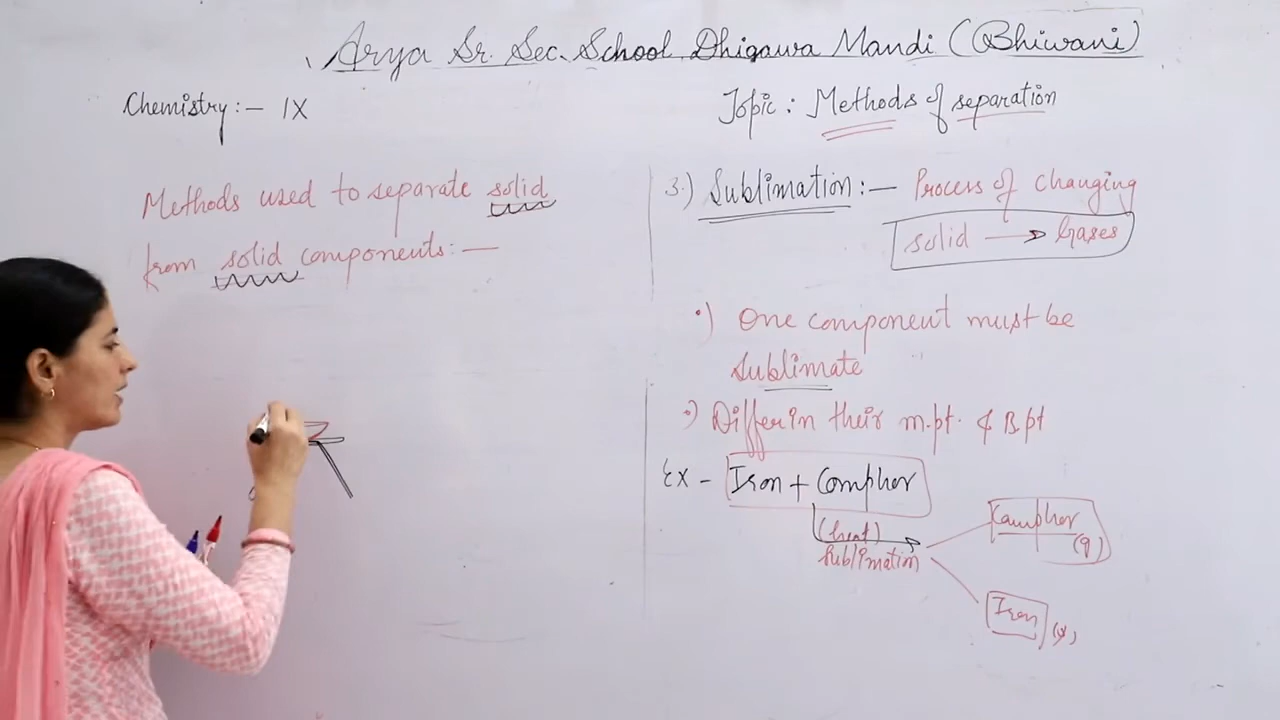 Arya Sr. Sec. School Dhigawa Mandi (Bhiwani)
Chemistry:- IX
Topic : Methods of separation
Methods used to separate solid
from solid components:-
3.) Sublimation:- Process of changing
solid → Gases
•) One component must be
Sublimate
•) Differ in their m.pt. & B.pt
Ex - Iron + Compher
(heat)
Sublimation
Kampher
(g)
Iron